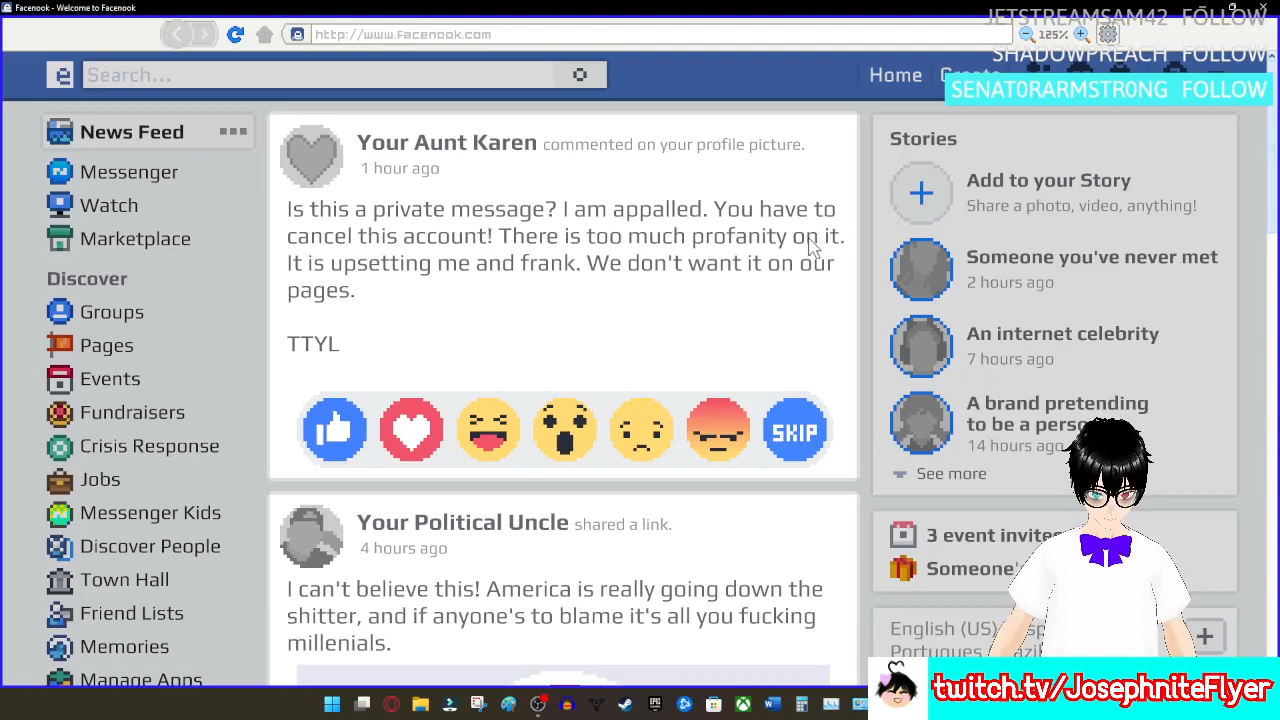 Facenook - Welcome to Facenook
JETSTREAMSAM42 FOLLOW
http://www.facenook.com
125%
SHADOWPREACH FOLLOW
Search...
Home
SENAT0RARMSTR0NG FOLLOW
News Feed
Messenger
Watch
Marketplace
Discover
Groups
Pages
Events
Fundraisers
Crisis Response
Jobs
Messenger Kids
Discover People
Town Hall
Friend Lists
Memories
Manage Apps
Your Aunt Karen commented on your profile picture.
1 hour ago
Is this a private message? I am appalled. You have to
cancel this account! There is too much profanity on it.
It is upsetting me and frank. We don't want it on our
pages.
TTYL
SKIP
Your Political Uncle shared a link.
4 hours ago
I can't believe this! America is really going down the
shitter, and if anyone's to blame it's all you fucking
millenials.
Stories
Add to your Story
Share a photo, video, anything!
Someone you've never met
2 hours ago
An internet celebrity
7 hours ago
A brand pretending
to be a
14 hours ago
See more
3 event
Someone's
English (US)
twitch.tv/JosephniteFlyer